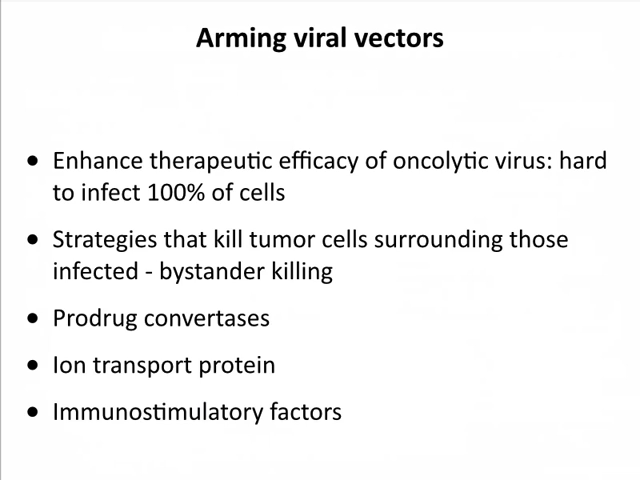 Arming viral vectors
• Enhance therapeutic efficacy of oncolytic virus: hard
to infect 100% of cells
• Strategies that kill tumor cells surrounding those
infected - bystander killing
• Prodrug convertases
• Ion transport protein
• Immunostimulatory factors